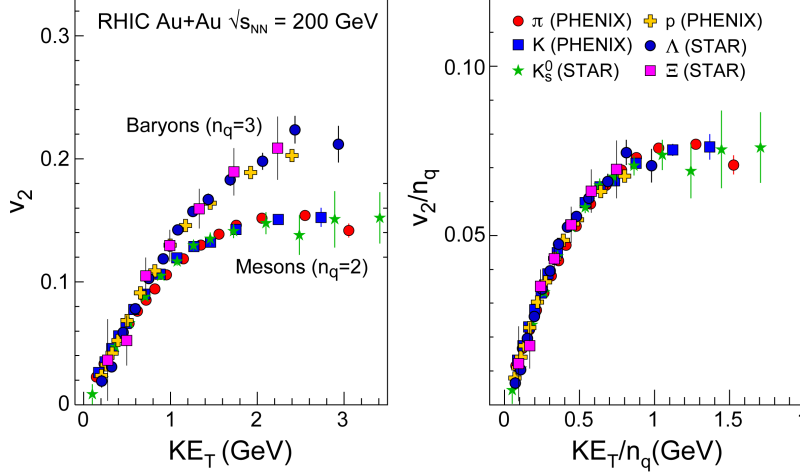 RHIC Au+Au √sNN = 200 GeV
Baryons (nq=3)
Mesons (nq=2)
v2
0.3
0.2
0.1
0
0 1 2 3
KET (GeV)
π (PHENIX) p (PHENIX)
K (PHENIX) Λ (STAR)
K0s (STAR) Ξ (STAR)
v2/nq
0.10
0.05
0 0.5 1 1.5
KET/nq(GeV)